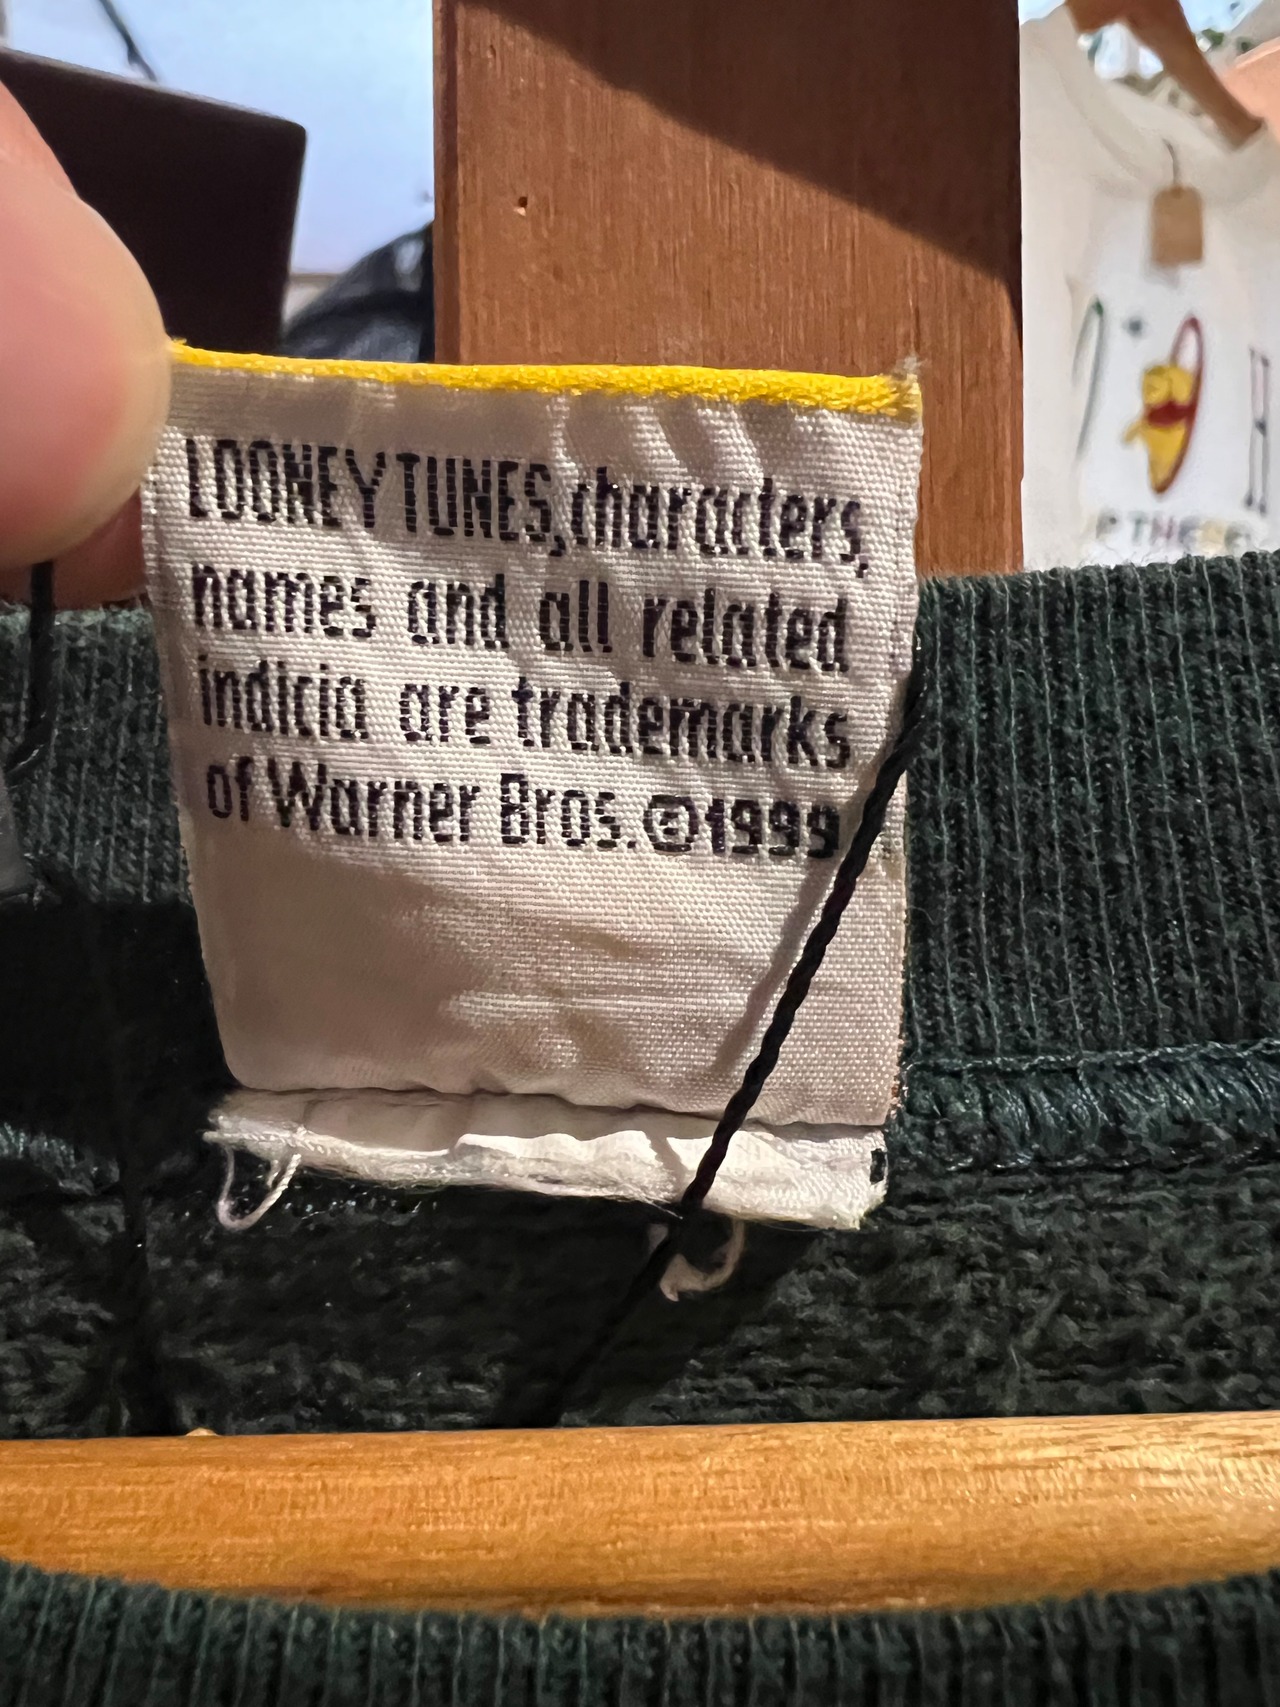 LOONEY TUNES, characters,
names and all related
indicia are trademarks
of Warner Bros. © 1999
H